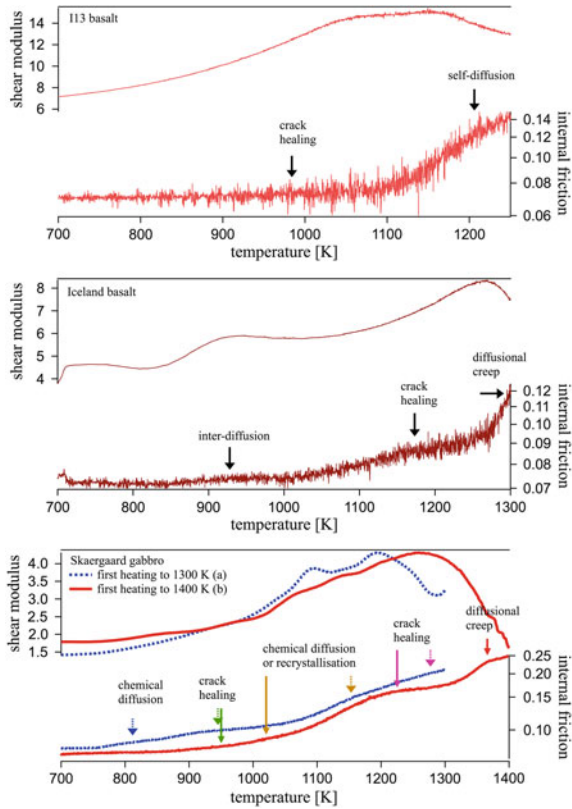 I13 basalt
shear modulus
14
12
10
8
6
self-diffusion
crack
healing
0.14
0.12
0.10
0.08
0.06
internal friction
700 800 900 1000 1100 1200
temperature [K]
Iceland basalt
shear modulus
8
7
6
5
4
diffusional
creep
crack
healing
inter-diffusion
0.12
0.11
0.10
0.09
0.08
0.07
internal friction
700 800 900 1000 1100 1200 1300
temperature [K]
Skaergaard gabbro
first heating to 1300 K (a)
first heating to 1400 K (b)
shear modulus
4.0
3.5
3.0
2.5
2.0
1.5
diffusional
creep
crack
healing
chemical diffusion
or recrystallisation
crack
healing
chemical
diffusion
0.25
0.20
0.15
0.10
internal friction
700 800 900 1000 1100 1200 1300 1400
temperature [K]